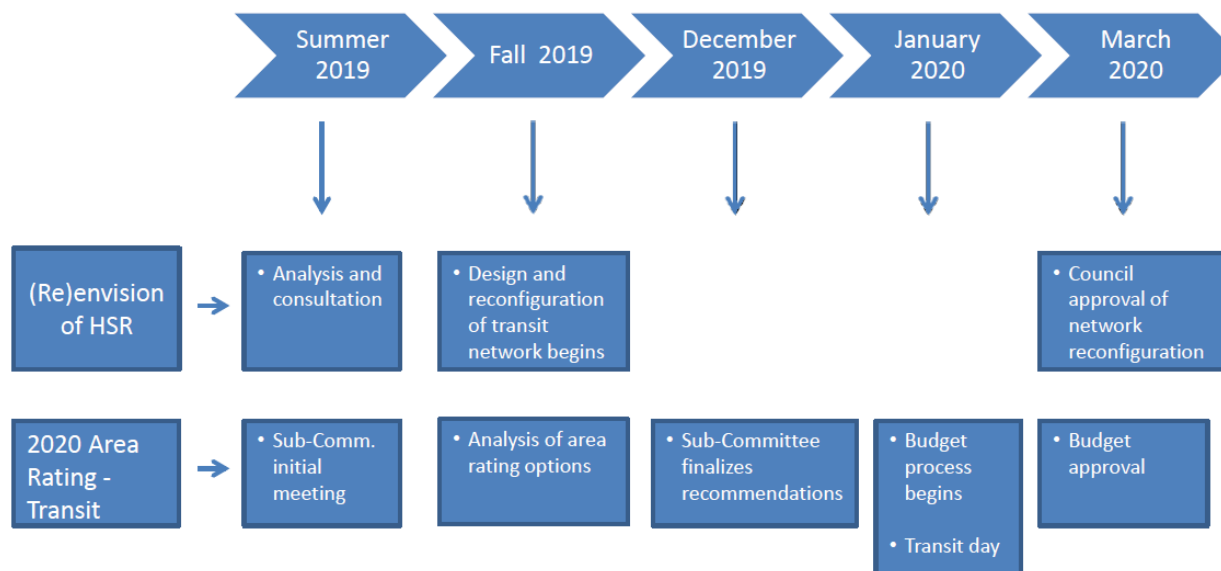 Summer
2019
Fall 2019
December
2019
January
2020
March
2020
(Re)envision
of HSR
• Analysis and
consultation
• Design and
reconfiguration
of transit
network begins
• Council
approval of
network
reconfiguration
2020 Area
Rating -
Transit
• Sub-Comm.
initial
meeting
• Analysis of area
rating options
• Sub-Committee
finalizes
recommendations
• Budget
process
begins
• Transit day
• Budget
approval